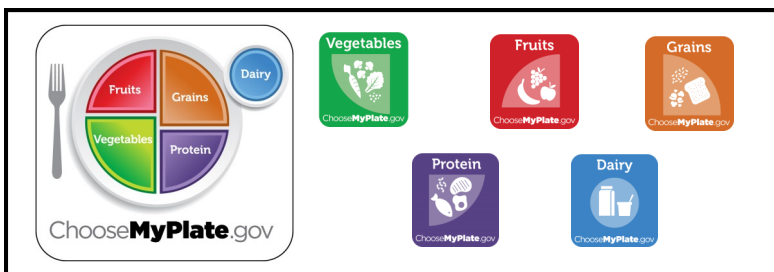 Fruits
Grains
Dairy
Vegetables
Protein
ChooseMyPlate.gov
Vegetables
ChooseMyPlate.gov
Fruits
ChooseMyPlate.gov
Grains
ChooseMyPlate.gov
Protein
ChooseMyPlate.gov
Dairy
ChooseMyPlate.gov